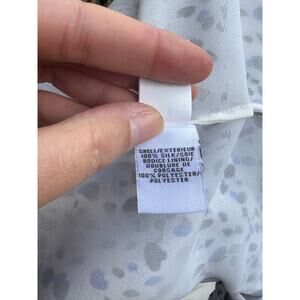 SHELL/EXTERIEUR
100% SILK/SOIE
BODICE LINING/
DOUBLURE DE
CORSAGE
100% POLYESTER/
POLYESTER